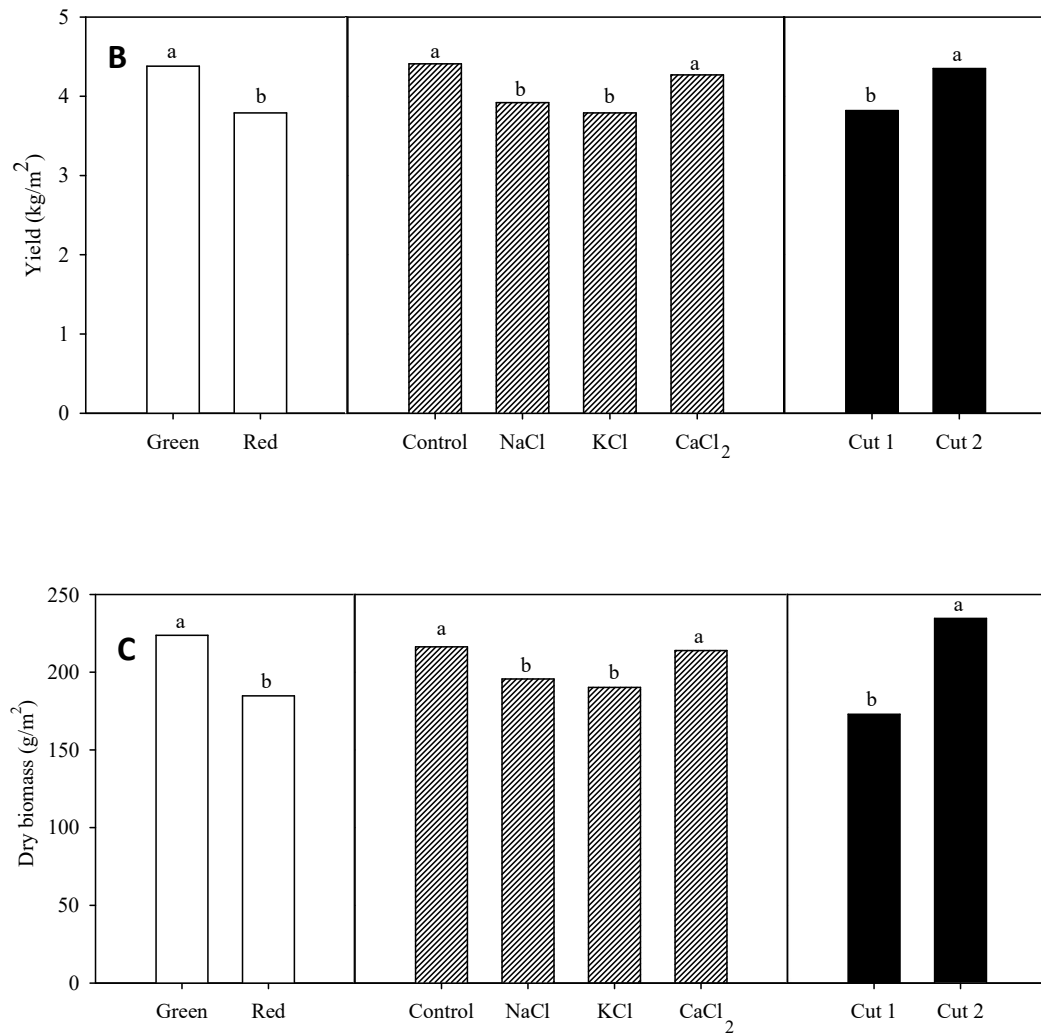 B
Yield (kg/m²)
5
4
3
2
1
0
a
b
a
b
b
a
b
a
Green Red Control NaCl KCl CaCl₂ Cut 1 Cut 2
C
Dry biomass (g/m²)
250
200
150
100
50
0
a
b
a
b
b
a
b
a
Green Red Control NaCl KCl CaCl₂ Cut 1 Cut 2